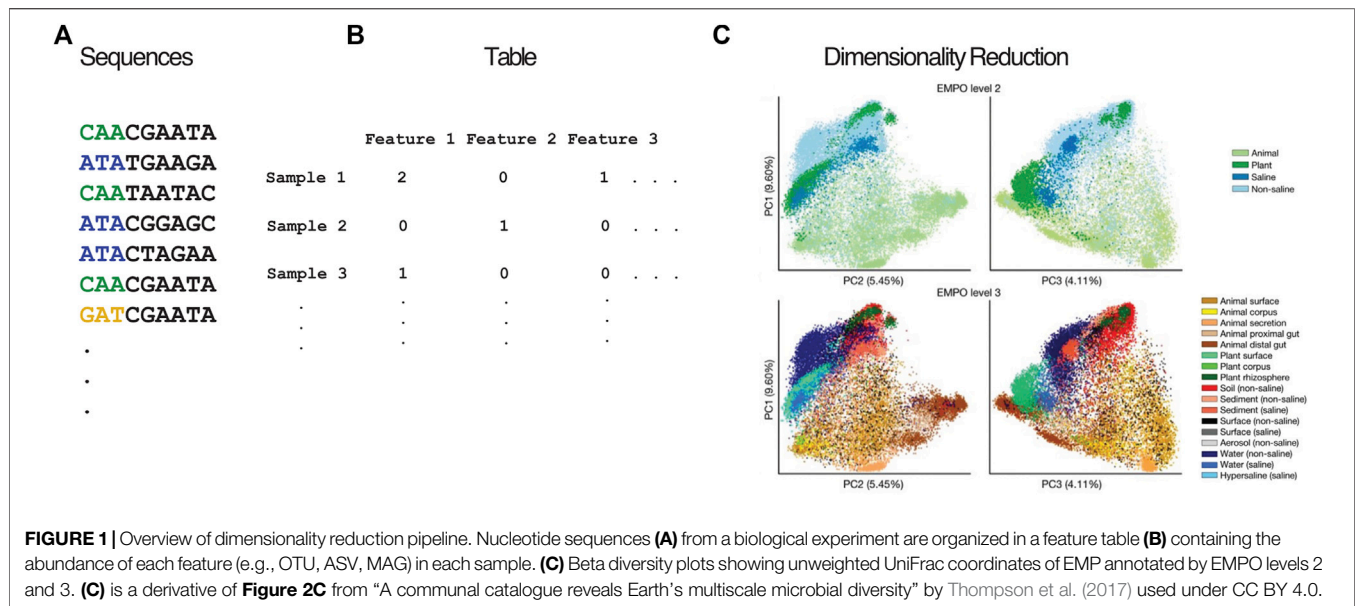 A
Sequences
CAACGAATA
ATATGAAGA
CAATAATAC
ATACGGAGC
ATACTAGAA
CAACGAATA
GATCGAATA
.
.
.
B
Table
Feature 1 Feature 2 Feature 3
Sample 1 2 0 1 . . .
Sample 2 0 1 0 . . .
Sample 3 1 0 0 . . .
. . . .
. . . .
. . . .
C
Dimensionality Reduction
EMPO level 2
PC1 (9.60%)
PC2 (5.45%)
PC3 (4.11%)
Animal
Plant
Saline
Non-saline
EMPO level 3
PC1 (9.60%)
PC2 (5.45%)
PC3 (4.11%)
Animal surface
Animal corpus
Animal secretion
Animal proximal gut
Animal distal gut
Plant surface
Plant corpus
Plant rhizosphere
Soil (non-saline)
Sediment (non-saline)
Sediment (saline)
Surface (non-saline)
Surface (saline)
Aerosol (non-saline)
Water (non-saline)
Water (saline)
Hypersaline (saline)
FIGURE 1 | Overview of dimensionality reduction pipeline. Nucleotide sequences (A) from a biological experiment are organized in a feature table (B) containing the
abundance of each feature (e.g., OTU, ASV, MAG) in each sample. (C) Beta diversity plots showing unweighted UniFrac coordinates of EMP annotated by EMPO levels 2
and 3. (C) is a derivative of Figure 2C from “A communal catalogue reveals Earth’s multiscale microbial diversity” by Thompson et al. (2017) used under CC BY 4.0.